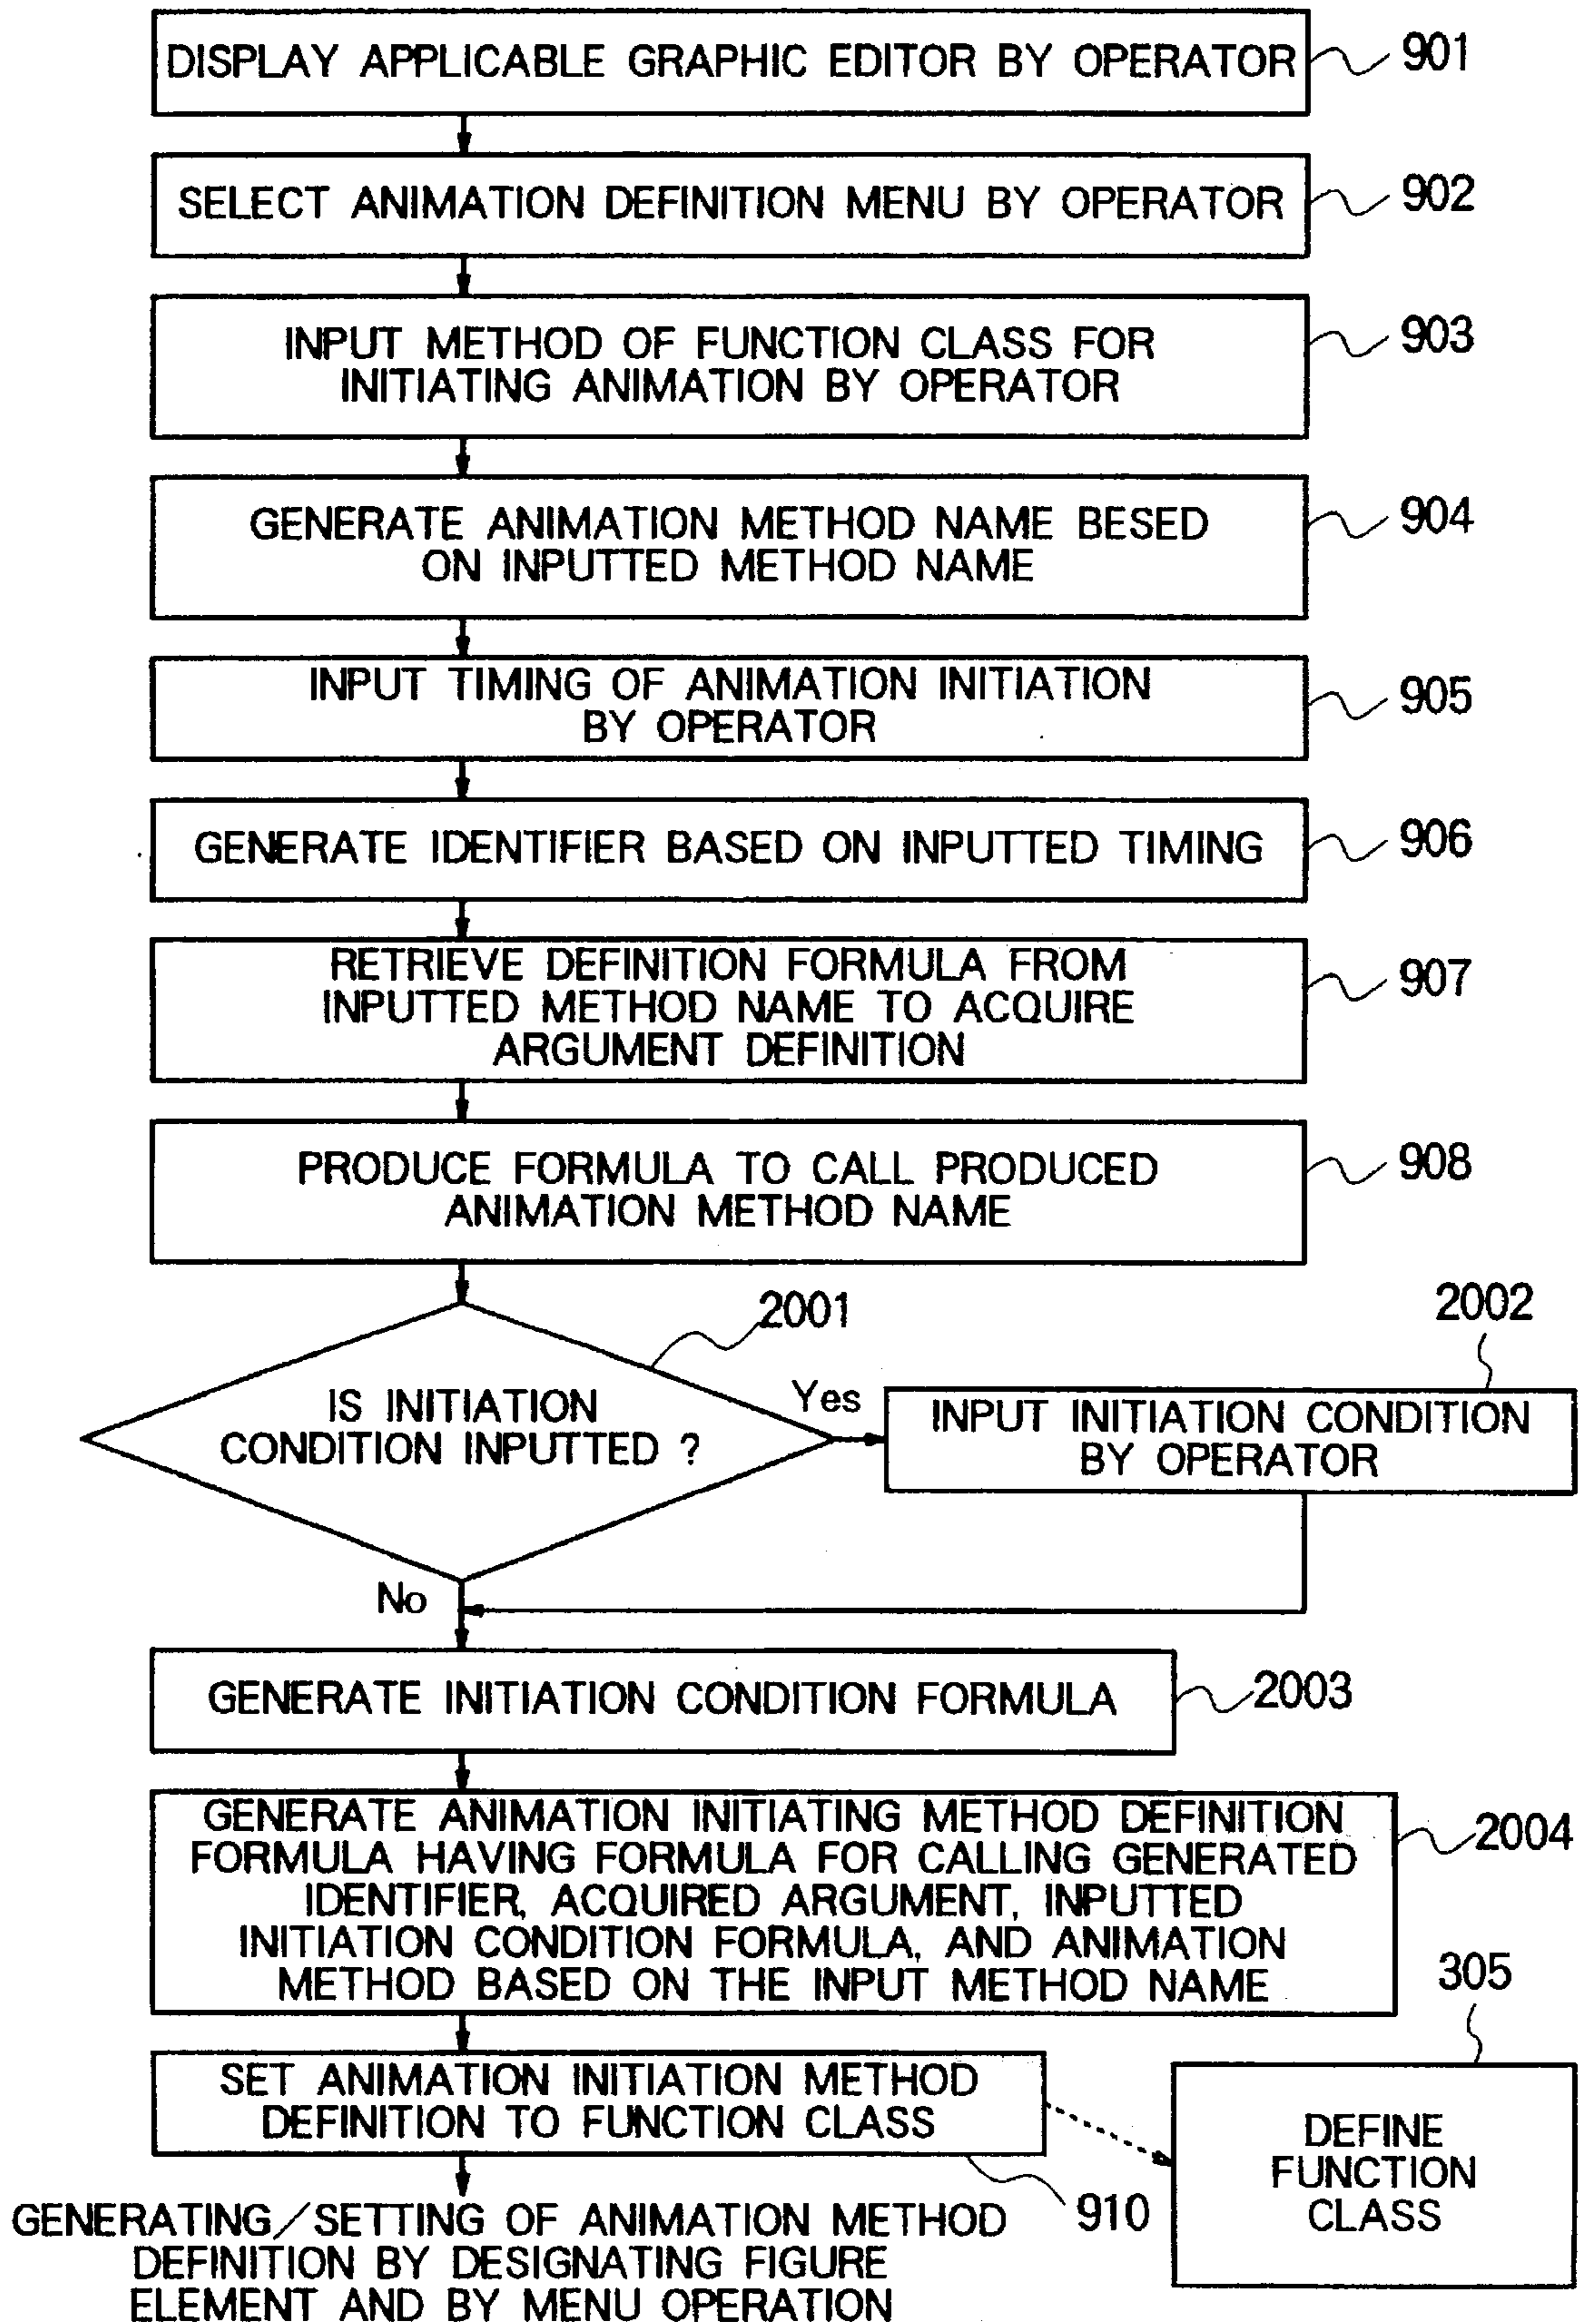 DISPLAY APPLICABLE GRAPHIC EDITOR BY OPERATOR
901
SELECT ANIMATION DEFINITION MENU BY OPERATOR
902
INPUT METHOD OF FUNCTION CLASS FOR
INITIATING ANIMATION BY OPERATOR
903
GENERATE ANIMATION METHOD NAME BESED
ON INPUTTED METHOD NAME
904
INPUT TIMING OF ANIMATION INITIATION
BY OPERATOR
905
GENERATE IDENTIFIER BASED ON INPUTTED TIMING
906
RETRIEVE DEFINITION FORMULA FROM
INPUTTED METHOD NAME TO ACQUIRE
ARGUMENT DEFINITION
907
PRODUCE FORMULA TO CALL PRODUCED
ANIMATION METHOD NAME
908
2001
IS INITIATION
CONDITION INPUTTED ?
Yes
2002
INPUT INITIATION CONDITION
BY OPERATOR
No
GENERATE INITIATION CONDITION FORMULA
2003
GENERATE ANIMATION INITIATING METHOD DEFINITION
FORMULA HAVING FORMULA FOR CALLING GENERATED
IDENTIFIER, ACQUIRED ARGUMENT, INPUTTED
INITIATION CONDITION FORMULA, AND ANIMATION
METHOD BASED ON THE INPUT METHOD NAME
2004
SET ANIMATION INITIATION METHOD
DEFINITION TO FUNCTION CLASS
910
305
DEFINE
FUNCTION
CLASS
GENERATING/SETTING OF ANIMATION METHOD
DEFINITION BY DESIGNATING FIGURE
ELEMENT AND BY MENU OPERATION